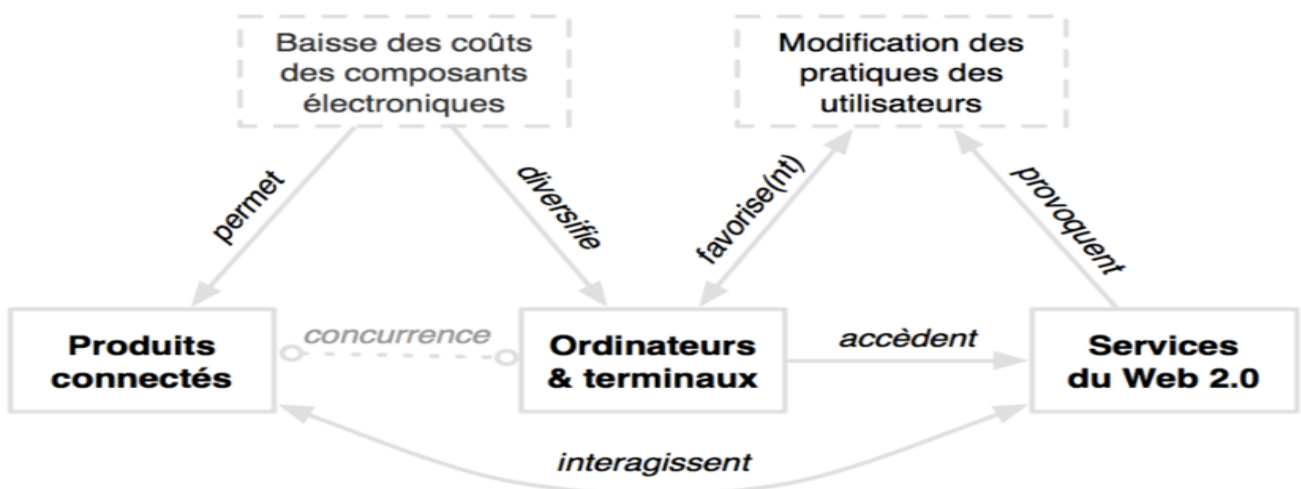 Baisse des coûts
des composants
électroniques
Modification des
pratiques des
utilisateurs
permet
diversifie
favorise(nt)
provoquent
Produits
connectés
concurrence
Ordinateurs
& terminaux
accèdent
Services
du Web 2.0
interagissent